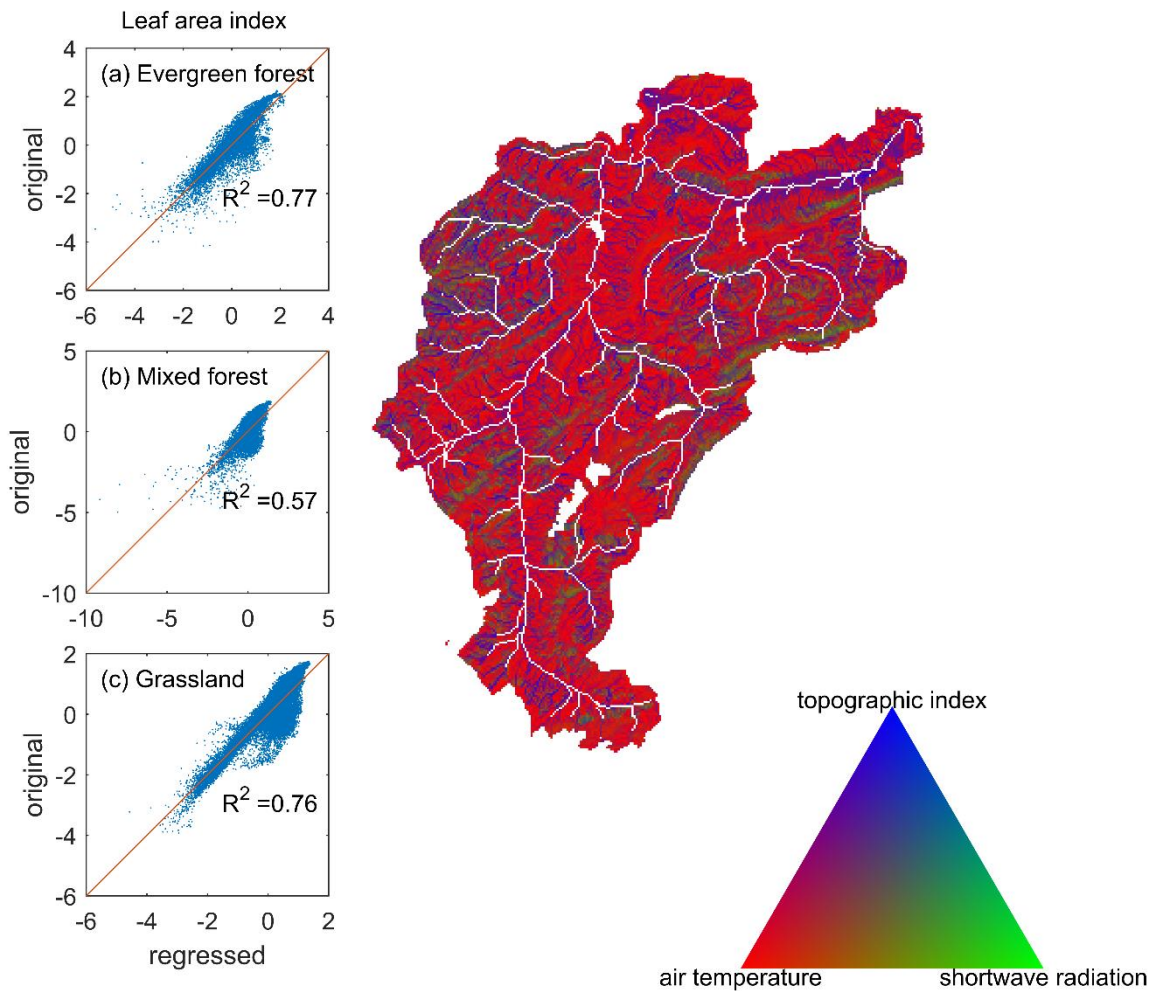 Leaf area index
4
2
0
-2
-4
-6
original
(a) Evergreen forest
R² =0.77
-6 -4 -2 0 2 4
5
0
-5
-10
original
(b) Mixed forest
R² =0.57
-10 -5 0 5
2
0
-2
-4
-6
original
(c) Grassland
R² =0.76
-6 -4 -2 0 2
regressed
topographic index
air temperature
shortwave radiation